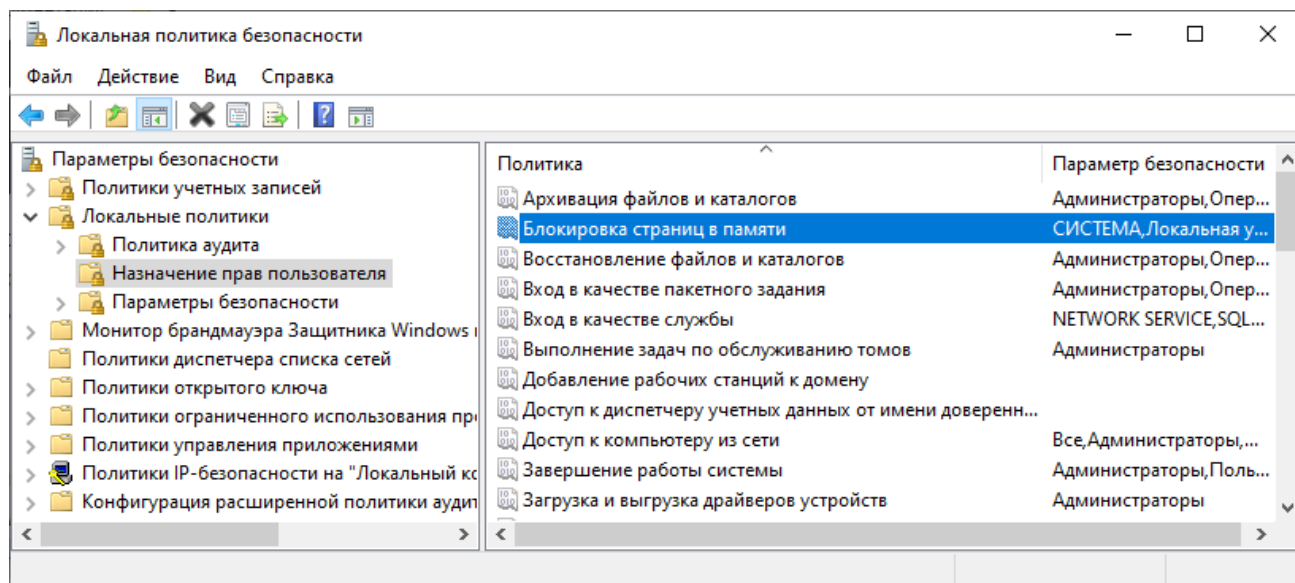 Локальная политика безопасности
Файл Действие Вид Справка
Параметры безопасности
Политики учетных записей
Локальные политики
Политика аудита
Назначение прав пользователя
Параметры безопасности
Монитор брандмауэра Защитника Windows
Политики диспетчера списка сетей
Политики открытого ключа
Политики ограниченного использования
Политики управления приложениями
Политики IP-безопасности на "Локальный
Конфигурация расширенной политики
Политика Параметр безопасности
Архивация файлов и каталогов Администраторы,Опер...
Блокировка страниц в памяти СИСТЕМА,Локальная у...
Восстановление файлов и каталогов Администраторы,Опер...
Вход в качестве пакетного задания Администраторы,Опер...
Вход в качестве службы NETWORK SERVICE,SQL...
Выполнение задач по обслуживанию томов Администраторы
Добавление рабочих станций к домену
Доступ к диспетчеру учетных данных от имени доверенн...
Доступ к компьютеру из сети Все,Администраторы,...
Завершение работы системы Администраторы,Поль...
Загрузка и выгрузка драйверов устройств Администраторы